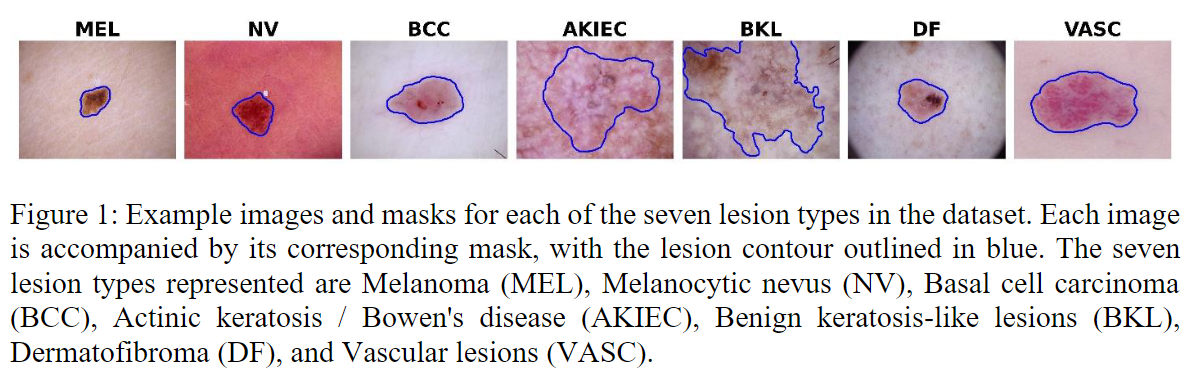 MEL NV BCC AKIEC BKL DF VASC
Figure 1: Example images and masks for each of the seven lesion types in the dataset. Each image
is accompanied by its corresponding mask, with the lesion contour outlined in blue. The seven
lesion types represented are Melanoma (MEL), Melanocytic nevus (NV), Basal cell carcinoma
(BCC), Actinic keratosis / Bowen's disease (AKIEC), Benign keratosis-like lesions (BKL),
Dermatofibroma (DF), and Vascular lesions (VASC).